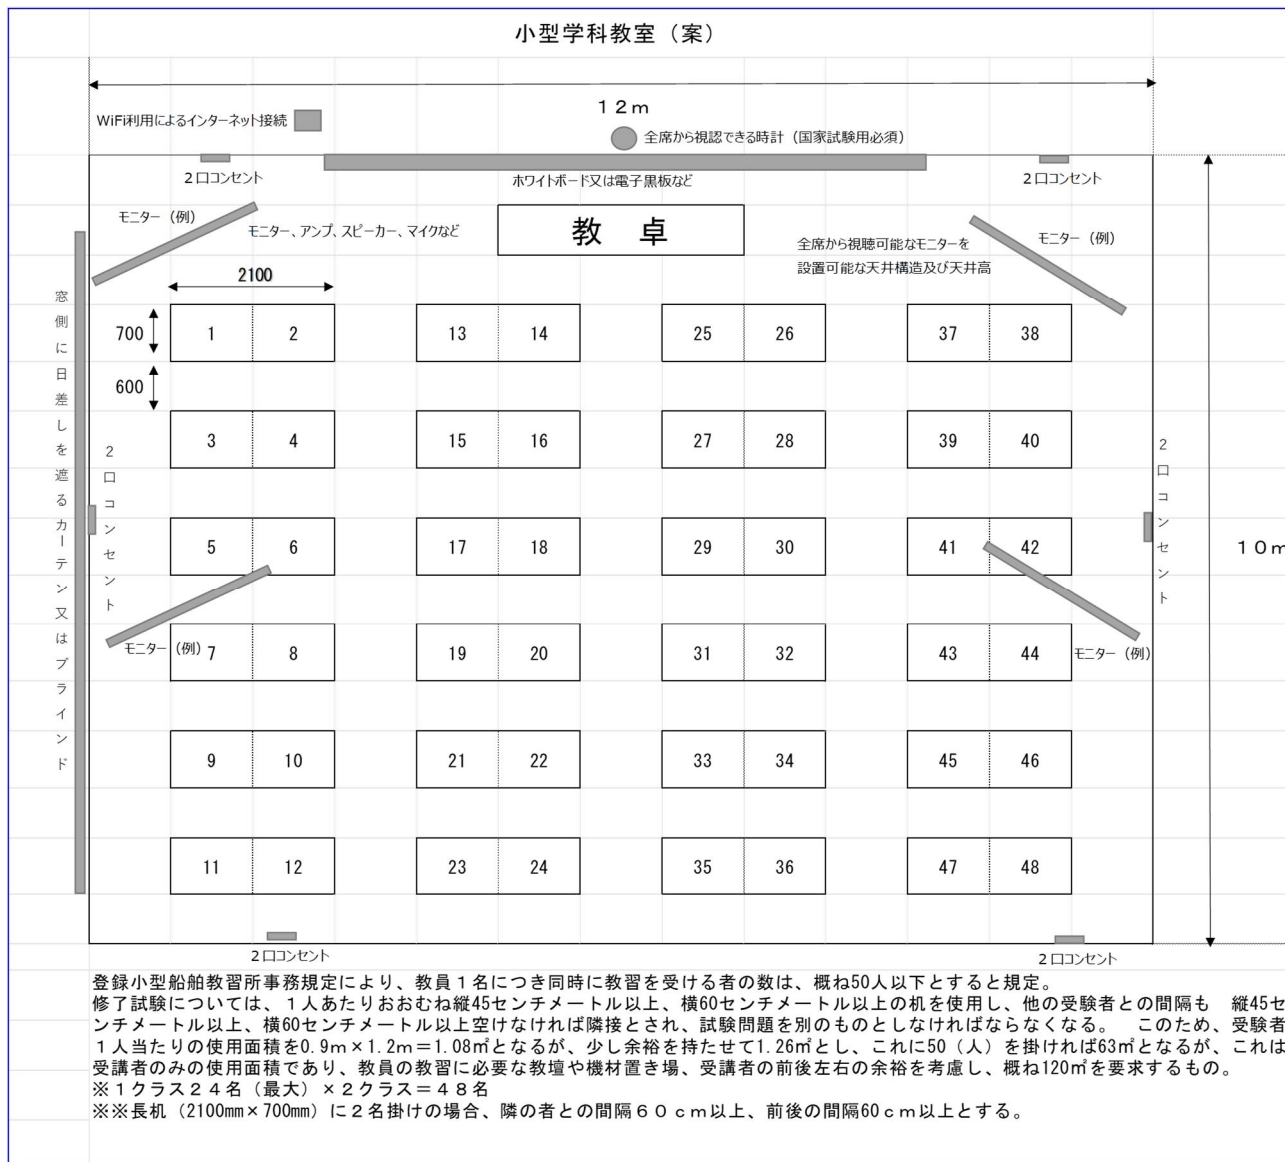 小型学科教室（案）
１２ｍ
WiFi利用によるインターネット接続
全席から視認できる時計（国家試験用必須）
２口コンセント
ホワイトボード又は電子黒板など
２口コンセント
モニター（例）
モニター、アンプ、スピーカー、マイクなど
教　卓
全席から視聴可能なモニターを
設置可能な天井構造及び天井高
モニター（例）
2100
700
600
窓側に日差しを遮るカーテン又はブラインド
２口コンセント
２口コンセント
１０ｍ
1 2 13 14 25 26 37 38
3 4 15 16 27 28 39 40
5 6 17 18 29 30 41 42
モニター（例）
7 8 19 20 31 32 43 44
モニター（例）
9 10 21 22 33 34 45 46
11 12 23 24 35 36 47 48
２口コンセント
２口コンセント
登録小型船舶教習所事務規定により、教員１名につき同時に教習を受ける者の数は、概ね50人以下とすると規定。
修了試験については、１人あたりおおむね縦45センチメートル以上、横60センチメートル以上の机を使用し、他の受験者との間隔も　縦45セ
ンチメートル以上、横60センチメートル以上空けなければ隣接とされ、試験問題を別のものとしなければならなくなる。　このため、受験者
１人当たりの使用面積を0.9ｍ×1.2ｍ＝1.08㎡となるが、少し余裕を持たせて1.26㎡とし、これに50（人）を掛ければ63㎡となるが、これは
受講者のみの使用面積であり、教員の教習に必要な教壇や機材置き場、受講者の前後左右の余裕を考慮し、概ね120㎡を要求するもの。
※１クラス２４名（最大）×２クラス＝４８名
※※長机（2100㎜×700㎜）に２名掛けの場合、隣の者との間隔６０ｃｍ以上、前後の間隔60ｃｍ以上とする。